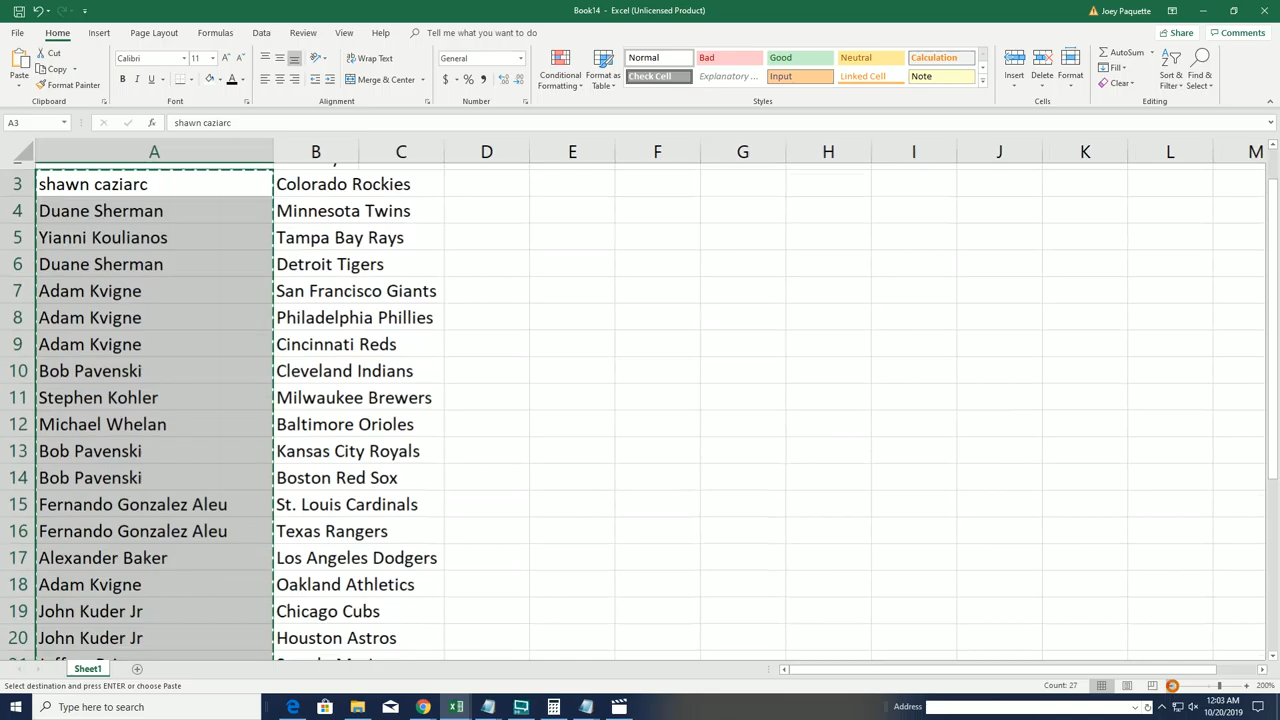 Book14 - Excel (Unlicensed Product)
Joey Paquette
File Home Insert Page Layout Formulas Data Review View Help Tell me what you want to do
Share Comments
Paste Cut Copy Format Painter Clipboard
Calibri 11 B I U A Font
Wrap Text Merge & Center Alignment
General $ % , Number
Conditional Formatting Format as Table
Normal Bad Good Neutral Calculation
Check Cell Explanatory ... Input Linked Cell Note
Styles
Insert Delete Format Cells
AutoSum Fill Clear Sort & Filter Find & Select Editing
A3 fx shawn caziarc
A B C D E F G H I J K L M
3 shawn caziarc Colorado Rockies
4 Duane Sherman Minnesota Twins
5 Yianni Koulianos Tampa Bay Rays
6 Duane Sherman Detroit Tigers
7 Adam Kvigne San Francisco Giants
8 Adam Kvigne Philadelphia Phillies
9 Adam Kvigne Cincinnati Reds
10 Bob Pavenski Cleveland Indians
11 Stephen Kohler Milwaukee Brewers
12 Michael Whelan Baltimore Orioles
13 Bob Pavenski Kansas City Royals
14 Bob Pavenski Boston Red Sox
15 Fernando Gonzalez Aleu St. Louis Cardinals
16 Fernando Gonzalez Aleu Texas Rangers
17 Alexander Baker Los Angeles Dodgers
18 Adam Kvigne Oakland Athletics
19 John Kuder Jr Chicago Cubs
20 John Kuder Jr Houston Astros
Sheet1
Select destination and press ENTER or choose Paste Count: 27 200%
Type here to search Address 12:03 AM
10/20/2019